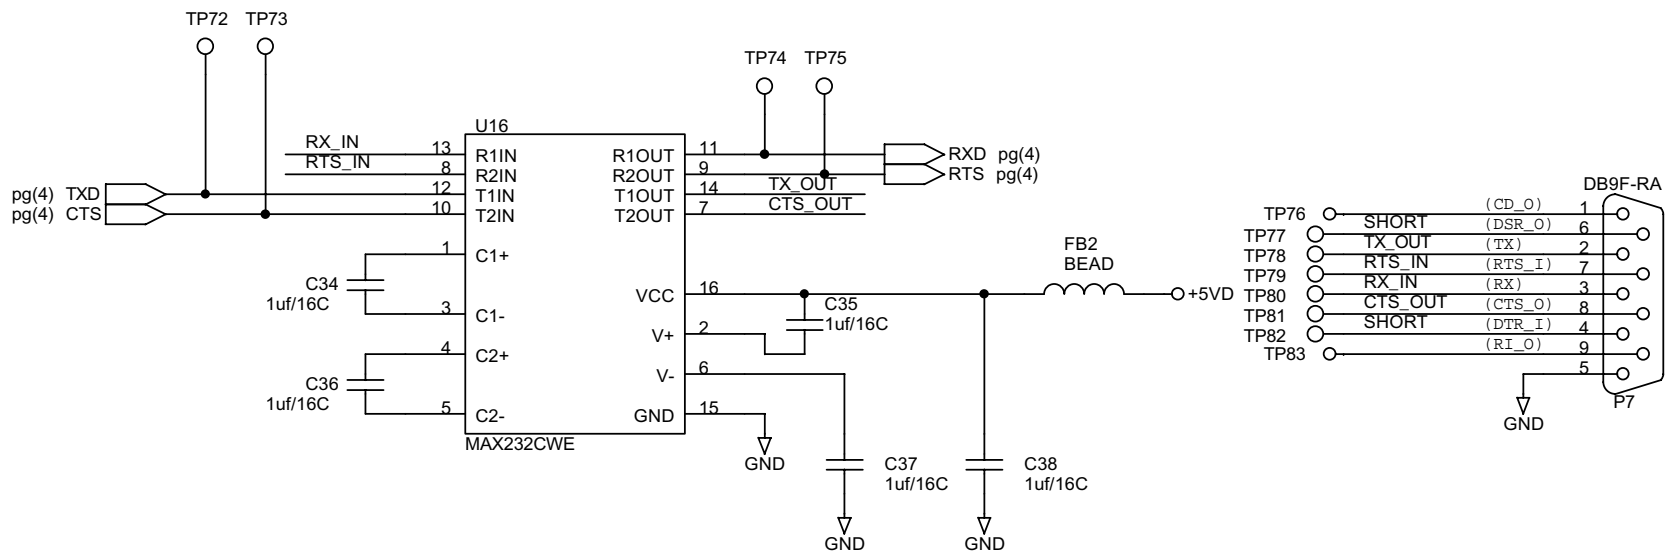 TP72 TP73
TP74 TP75
U16
RX_IN 13 R1IN R1OUT 11 RXD pg(4)
RTS_IN 8 R2IN R2OUT 9 RTS pg(4)
pg(4) TXD 12 T1IN T1OUT 14 TX_OUT
pg(4) CTS 10 T2IN T2OUT 7 CTS_OUT
1 C1+
C34
1uf/16C
3 C1-
4 C2+
C36
1uf/16C
5 C2-
VCC 16
C35
1uf/16C
V+ 2
V- 6
GND 15
MAX232CWE
GND
C37
1uf/16C
GND
C38
1uf/16C
GND
FB2
BEAD
+5VD
DB9F-RA
TP76 (CD_O) 1
TP77 SHORT (DSR_O) 6
TP78 TX_OUT (TX) 2
TP79 RTS_IN (RTS_I) 7
TP80 RX_IN (RX) 3
TP81 CTS_OUT (CTS_O) 8
TP82 SHORT (DTR_I) 4
TP83 (RI_O) 9
5
P7
GND